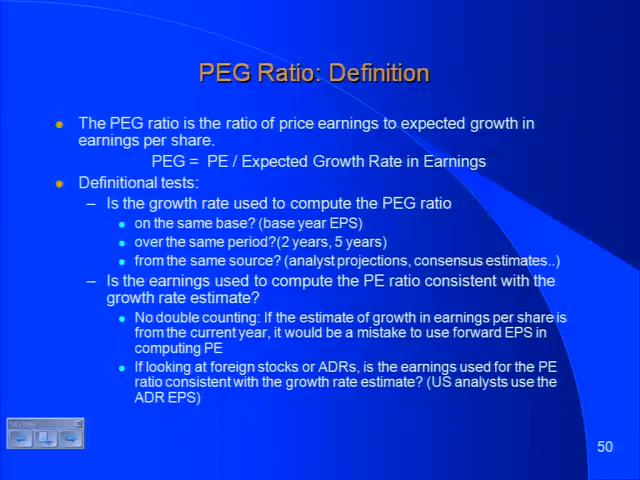 PEG Ratio: Definition
The PEG ratio is the ratio of price earnings to expected growth in
earnings per share.
PEG = PE / Expected Growth Rate in Earnings
Definitional tests:
– Is the growth rate used to compute the PEG ratio
on the same base? (base year EPS)
over the same period?(2 years, 5 years)
from the same source? (analyst projections, consensus estimates..)
– Is the earnings used to compute the PE ratio consistent with the
growth rate estimate?
No double counting: If the estimate of growth in earnings per share is
from the current year, it would be a mistake to use forward EPS in
computing PE
If looking at foreign stocks or ADRs, is the earnings used for the PE
ratio consistent with the growth rate estimate? (US analysts use the
ADR EPS)
50